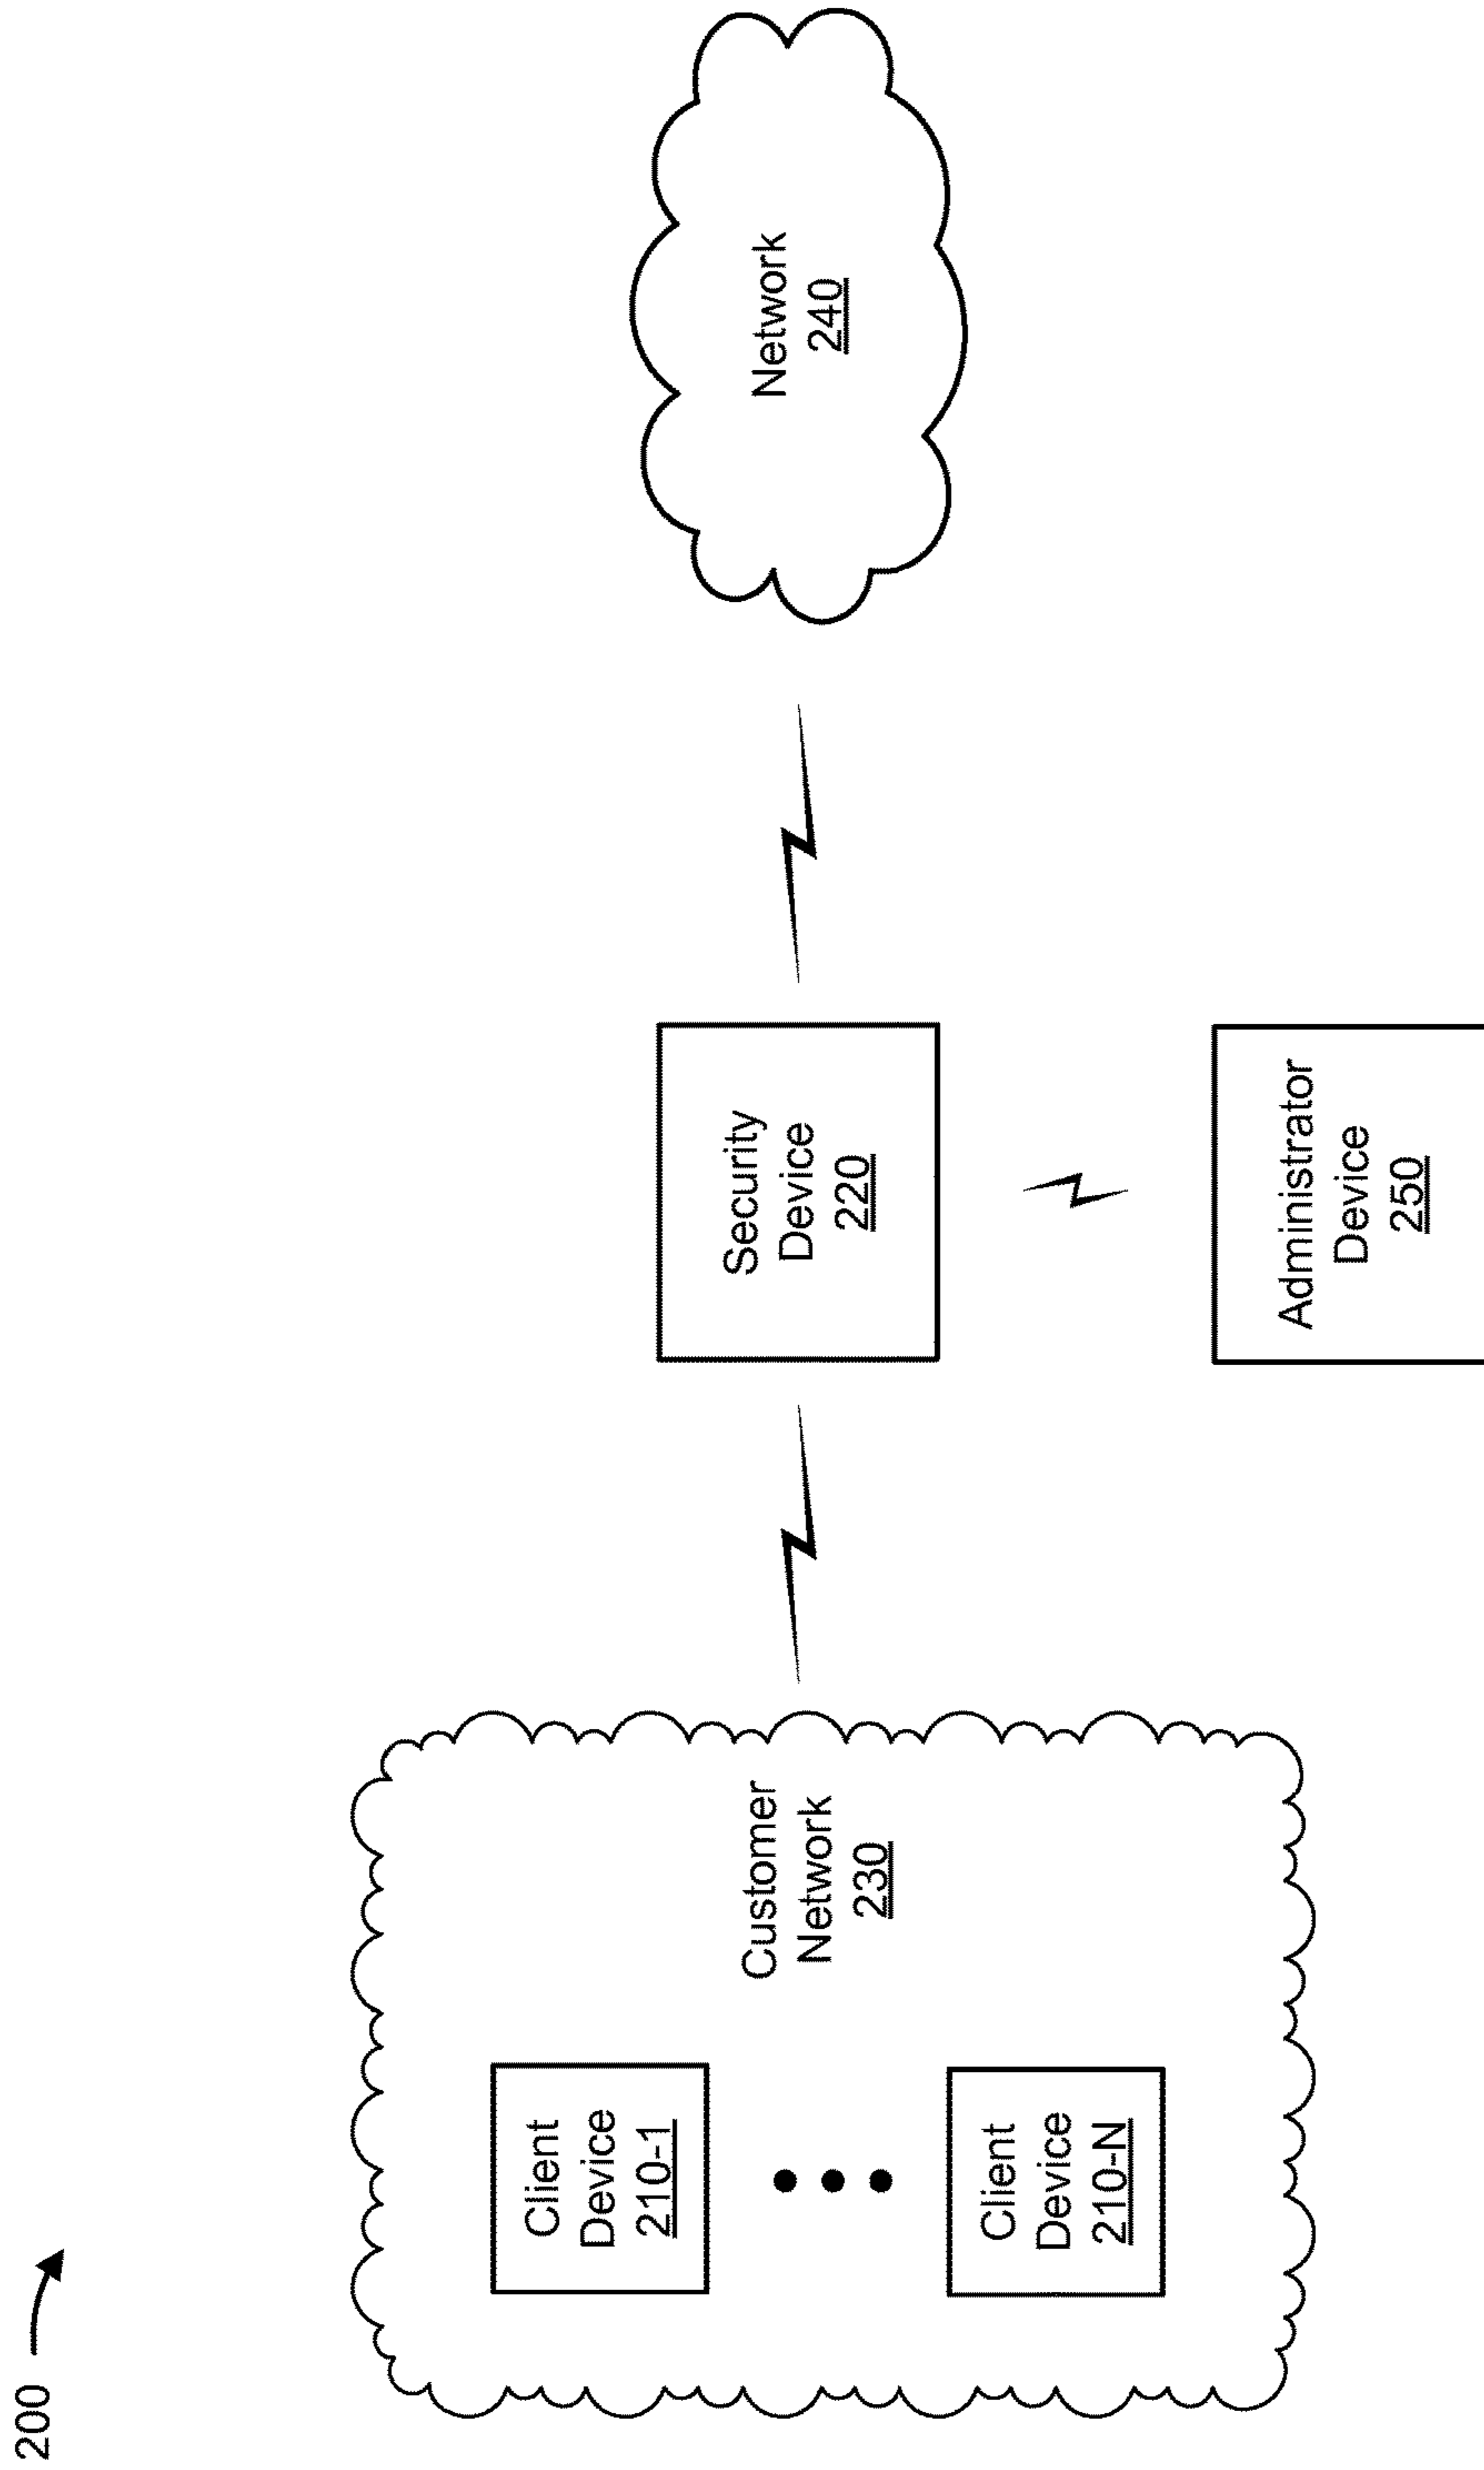 200
Client
Device
210-1
Client
Device
210-N
Customer
Network
230
Security
Device
220
Administrator
Device
250
Network
240